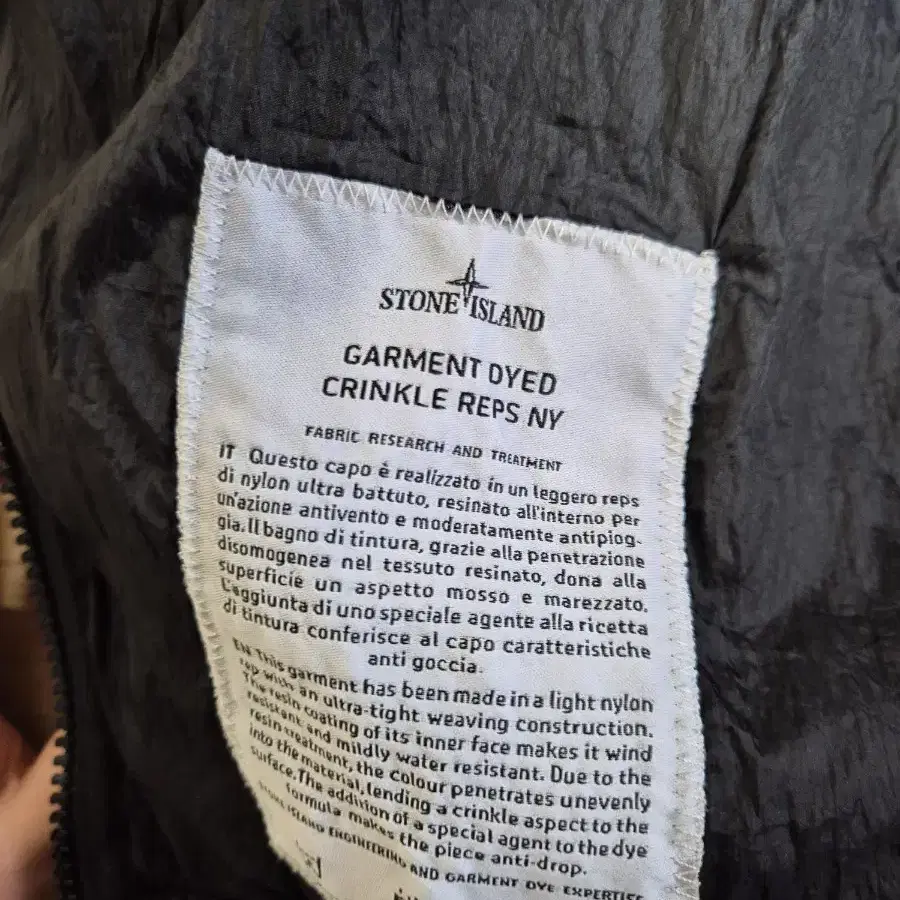 STONE ISLAND
GARMENT DYED
CRINKLE REPS NY
FABRIC RESEARCH AND TREATMENT
IT Questo capo è realizzato in un leggero reps
di nylon ultra battuto, resinato all'interno per
un'azione antivento e moderatamente antipiog-
gia. Il bagno di tintura, grazie alla penetrazione
disomogenea nel tessuto resinato, dona alla
superficie un aspetto mosso e marezzato.
L'aggiunta di uno speciale agente alla ricetta
di tintura conferisce al capo caratteristiche
anti goccia.
EN This garment has been made in a light nylon
rep with an ultra-tight weaving construction.
The resin coating of its inner face makes it wind
resistent and mildly water resistant. Due to the
resin treatment, the colour penetrates unevenly
into the material, lending a crinkle aspect to the
surface. The addition of a special agent to the dye
formula makes the piece anti-drop.
STONE ISLAND ENGINEERING AND GARMENT DYE EXPERTISE